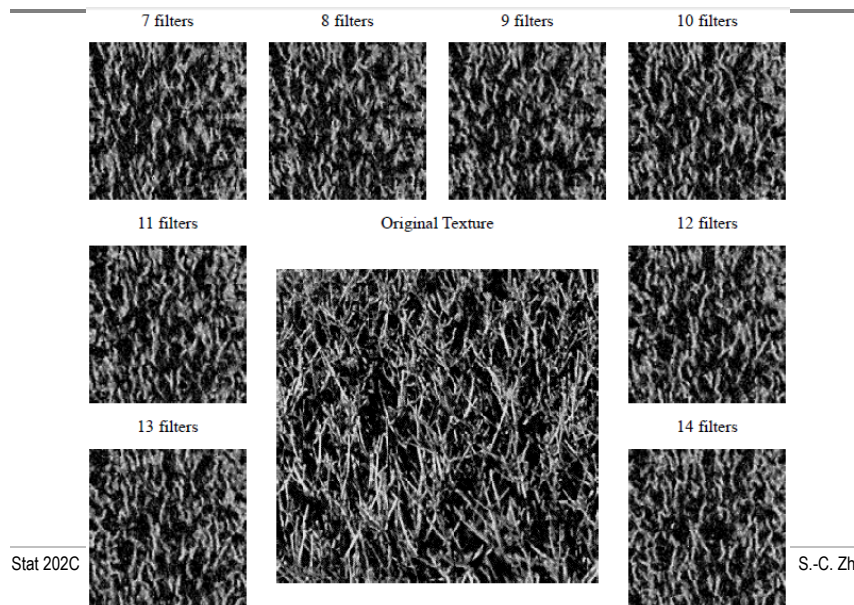 7 filters
8 filters
9 filters
10 filters
11 filters
Original Texture
12 filters
13 filters
14 filters
Stat 202C
S.-C. Zh